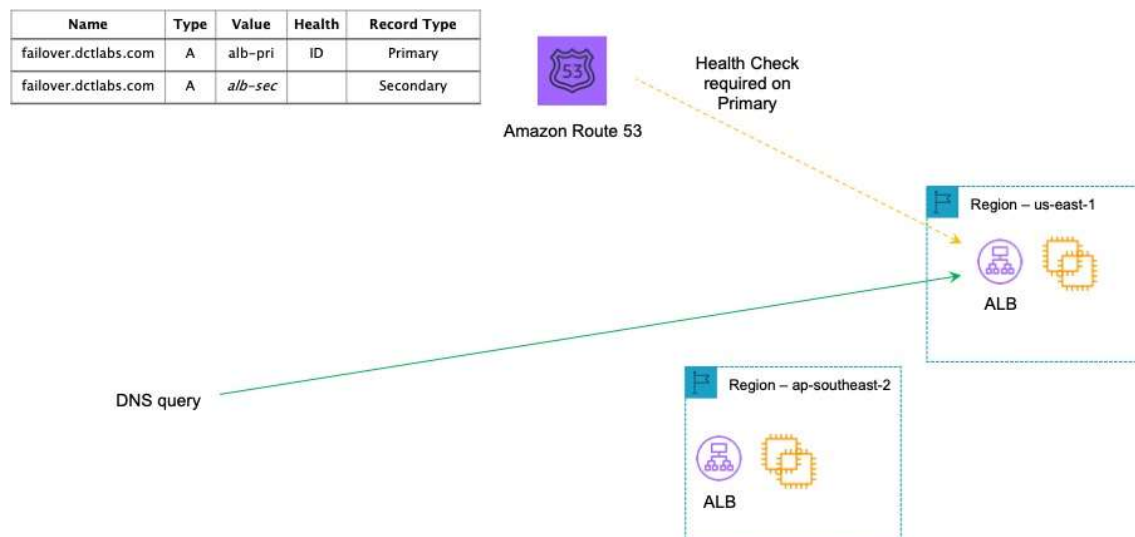 Name Type Value Health Record Type
failover.dctlabs.com A alb-pri ID Primary
failover.dctlabs.com A alb-sec Secondary
53
Amazon Route 53
Health Check
required on
Primary
Region – us-east-1
ALB
DNS query
Region – ap-southeast-2
ALB